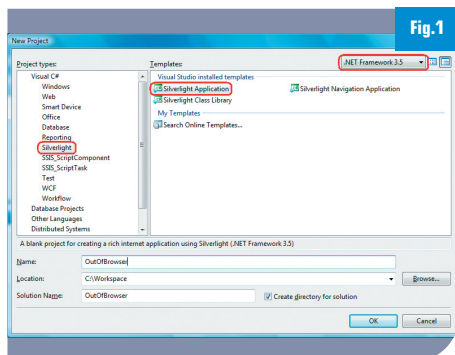 Fig.1
New Project
Project types:
Templates:
.NET Framework 3.5
Visual C#
Windows
Web
Smart Device
Office
Database
Reporting
Silverlight
SSIS_ScriptComponent
SSIS_ScriptTask
Test
WCF
Workflow
Database Projects
Other Languages
Distributed Systems
Visual Studio installed templates
Silverlight Application
Silverlight Navigation Application
Silverlight Class Library
My Templates
Search Online Templates...
A blank project for creating a rich internet application using Silverlight (.NET Framework 3.5)
Name:
OutOfBrowser
Location:
C:\Workspace
Browse...
Solution Name:
OutOfBrowser
Create directory for solution
OK
Cancel